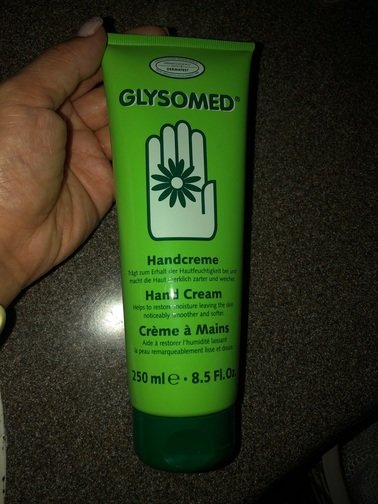 DERMATEST
GLYSOMED®
Handcreme
Trägt zum Erhalt der Hautfeuchtigkeit bei und
macht die Haut merklich zarter und weicher.
Hand Cream
Helps to restore moisture leaving the skin
noticeably smoother and softer.
Crème à Mains
Aide à restorer l'humidité laissant
la peau remarquablement lisse et douce.
250 ml ℮ • 8.5 Fl.Oz.